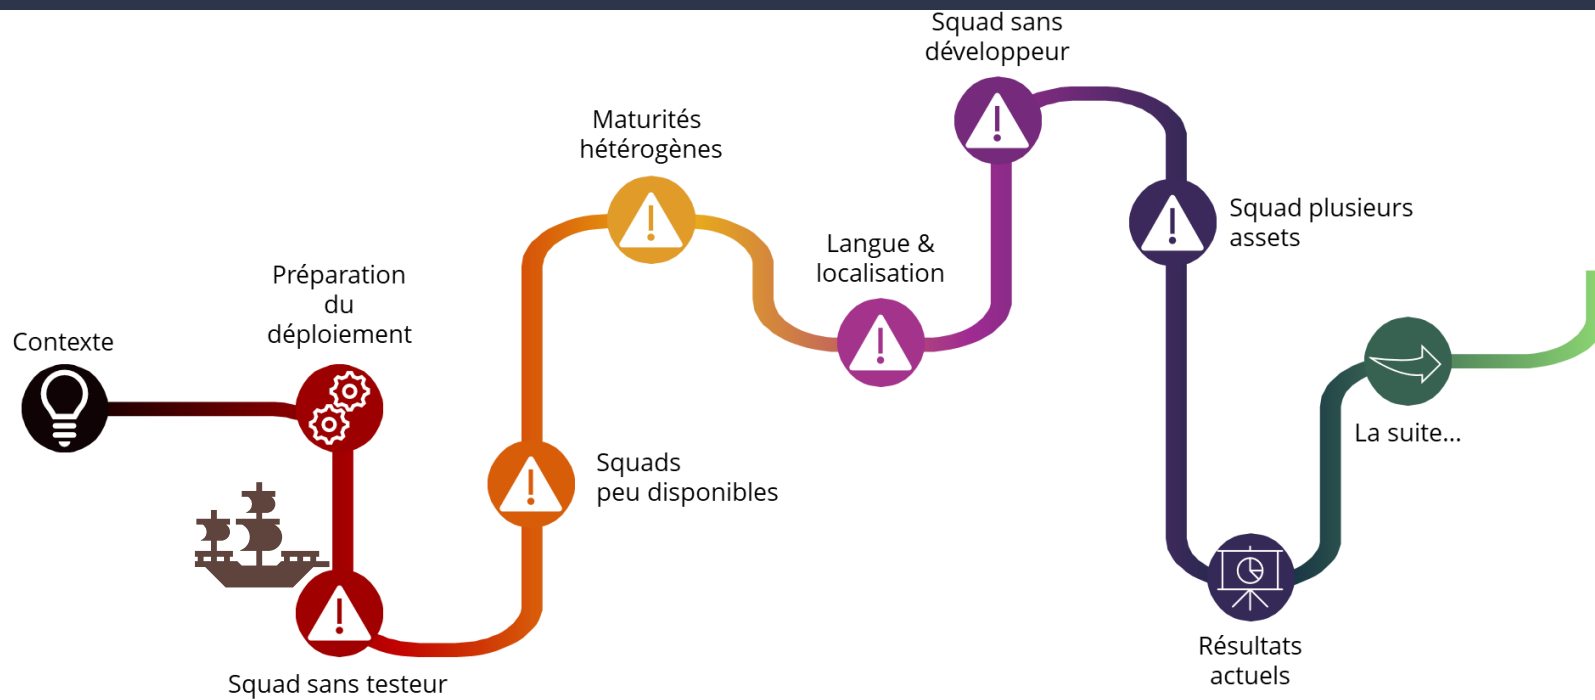 Contexte
Préparation
du
déploiement
Squad sans testeur
Squads
peu disponibles
Maturités
hétérogènes
Langue &
localisation
Squad sans
développeur
Squad plusieurs
assets
Résultats
actuels
La suite...